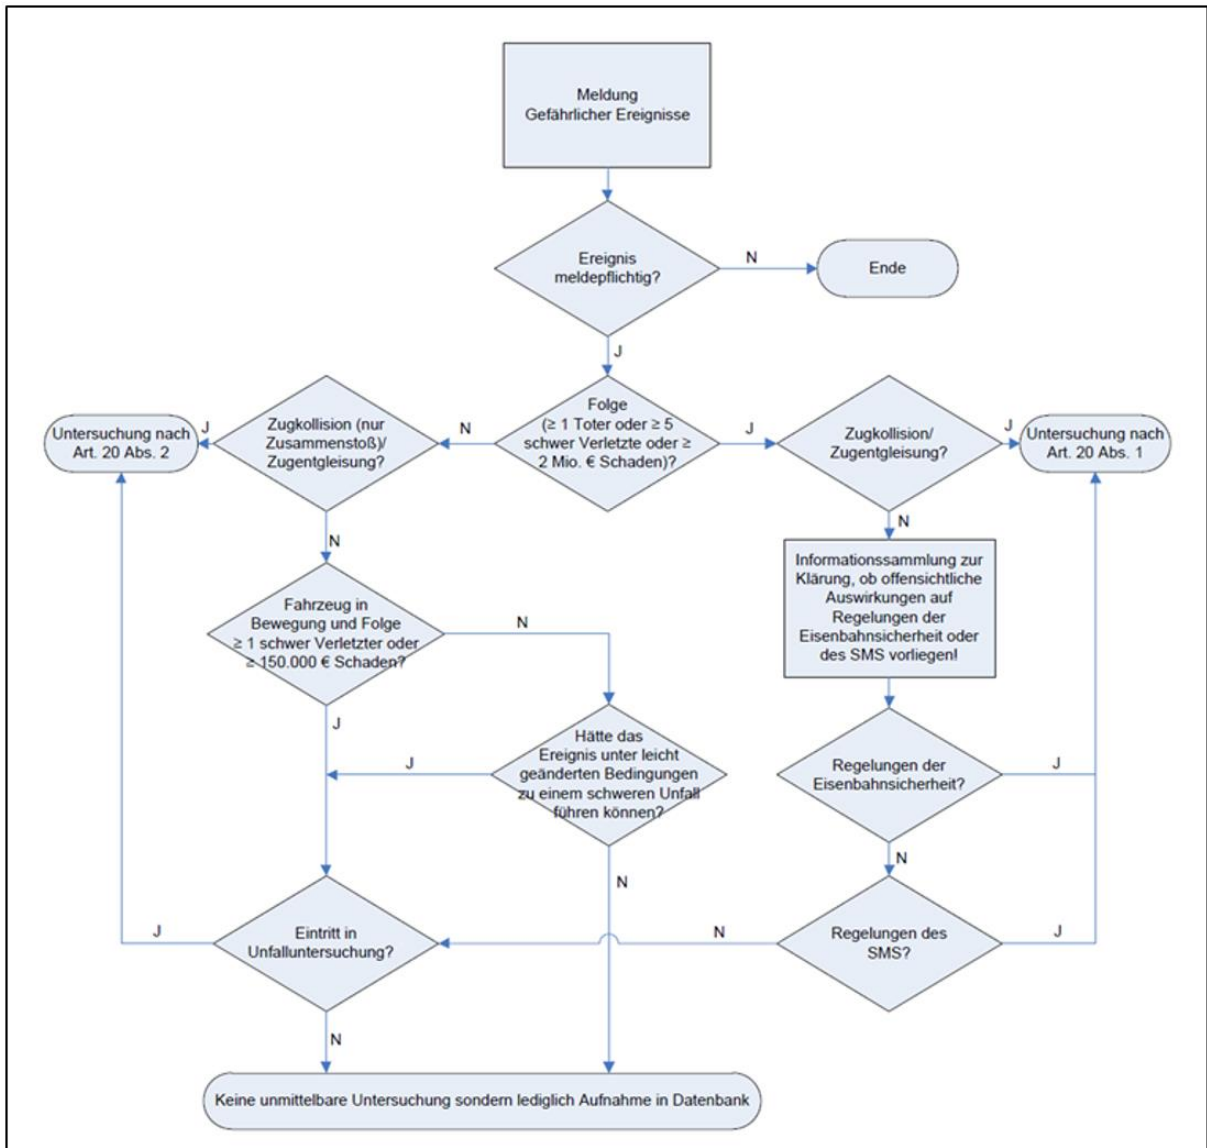 Meldung
Gefährlicher Ereignisse
Ereignis
meldepflichtig?
N
Ende
J
Folge
(≥ 1 Toter oder ≥ 5
schwer Verletzte oder ≥
2 Mio. € Schaden)?
N
J
Zugkollision (nur
Zusammenstoß)/
Zugentgleisung?
J
Untersuchung nach
Art. 20 Abs. 2
Zugkollision/
Zugentgleisung?
J
Untersuchung nach
Art. 20 Abs. 1
N
N
Informationssammlung zur
Klärung, ob offensichtliche
Auswirkungen auf
Regelungen der
Eisenbahnsicherheit oder
des SMS vorliegen!
Fahrzeug in
Bewegung und Folge
≥ 1 schwer Verletzter oder
≥ 150.000 € Schaden?
N
J
Hätte das
Ereignis unter leicht
geänderten Bedingungen
zu einem schweren Unfall
führen können?
J
N
Regelungen der
Eisenbahnsicherheit?
J
N
Regelungen des
SMS?
J
N
Eintritt in
Unfalluntersuchung?
J
N
Keine unmittelbare Untersuchung sondern lediglich Aufnahme in Datenbank